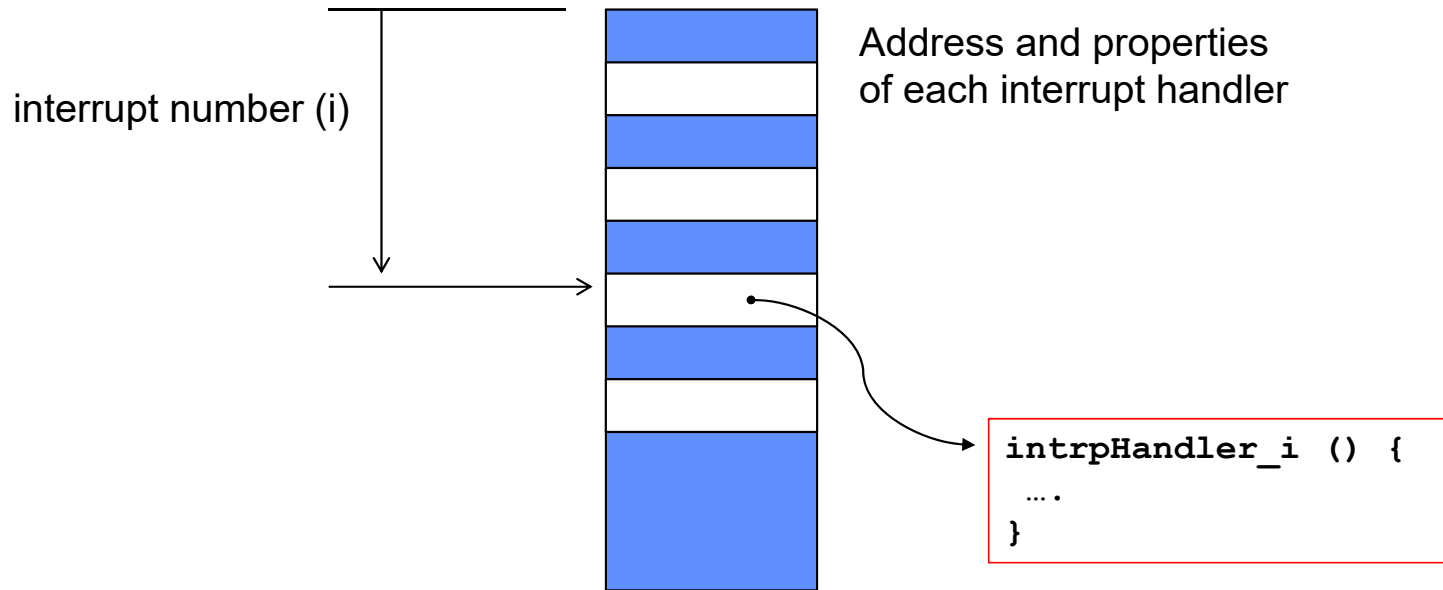 Address and properties
of each interrupt handler
interrupt number (i)
intrpHandler_i () {
….
}